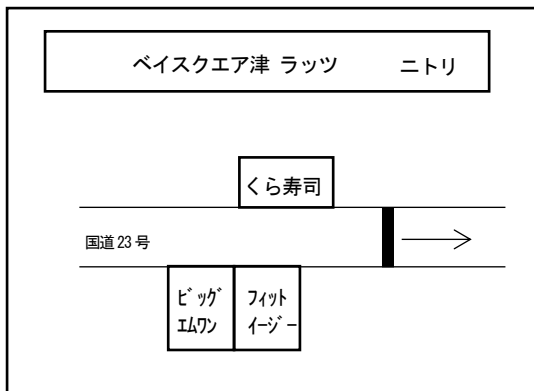 ベイスクエア津 ラッツ　　ニトリ
くら寿司
国道23号
ﾋﾞｯｸﾞ
ｴﾑﾜﾝ
ﾌｨｯﾄ
ｲｰｼﾞｰ